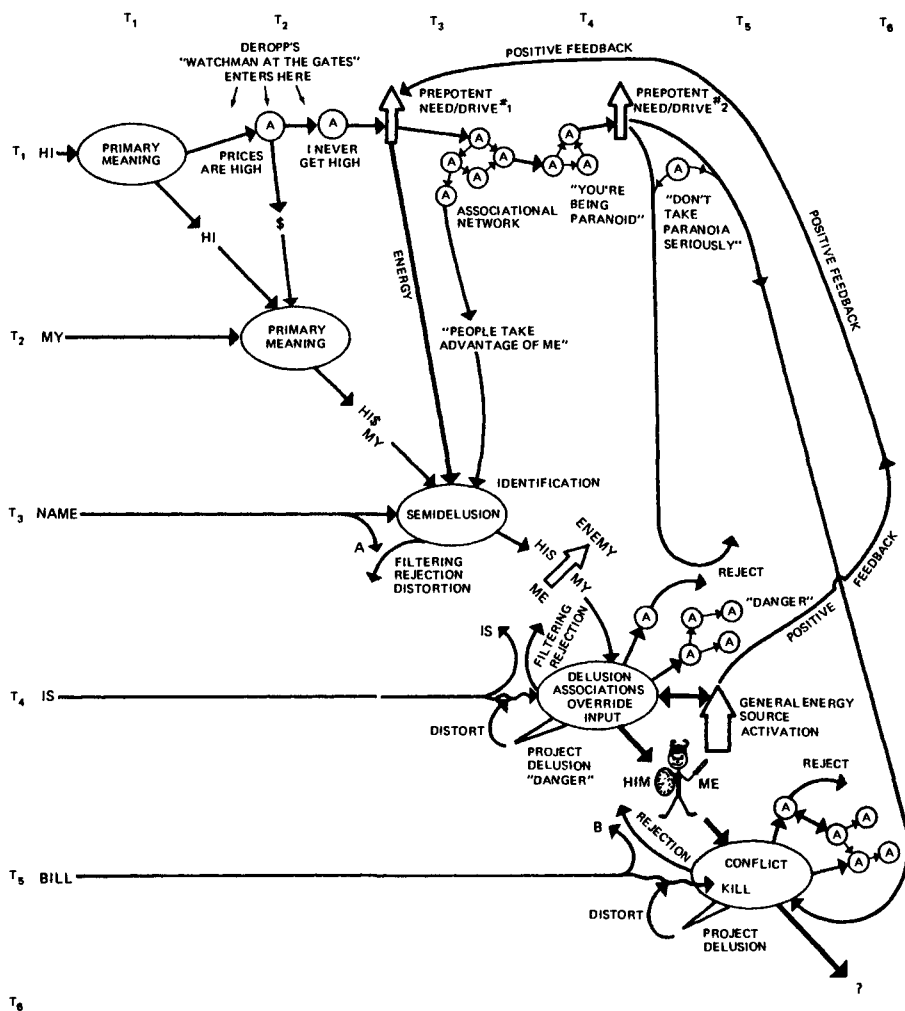 T1 T2 T3 T4 T5 T6
DEROPP'S
"WATCHMAN AT THE GATES"
ENTERS HERE
POSITIVE FEEDBACK
PREPOTENT
NEED/DRIVE #1
PREPOTENT
NEED/DRIVE #2
T1 HI
PRIMARY
MEANING
A
PRICES
ARE HIGH
A
I NEVER
GET HIGH
A
A
A
A
A
ASSOCIATIONAL
NETWORK
A
A
A
"YOU'RE
BEING
PARANOID"
A
"DON'T
TAKE
PARANOIA
SERIOUSLY"
POSITIVE FEEDBACK
HI
$
ENERGY
T2 MY
PRIMARY
MEANING
"PEOPLE TAKE
ADVANTAGE OF ME"
HI$
MY
IDENTIFICATION
T3 NAME
SEMIDELUSION
A
FILTERING
REJECTION
DISTORTION
HIS
MY
ME
ENEMY
REJECT
A
"DANGER"
A
A
A
A
POSITIVE FEEDBACK
IS
FILTERING
REJECTION
T4 IS
DELUSION
ASSOCIATIONS
OVERRIDE
INPUT
GENERAL ENERGY
SOURCE
ACTIVATION
DISTORT
PROJECT
DELUSION
"DANGER"
HIM
ME
REJECT
A
A
A
A
A
B
REJECTION
T5 BILL
CONFLICT
KILL
DISTORT
PROJECT
DELUSION
?
T6